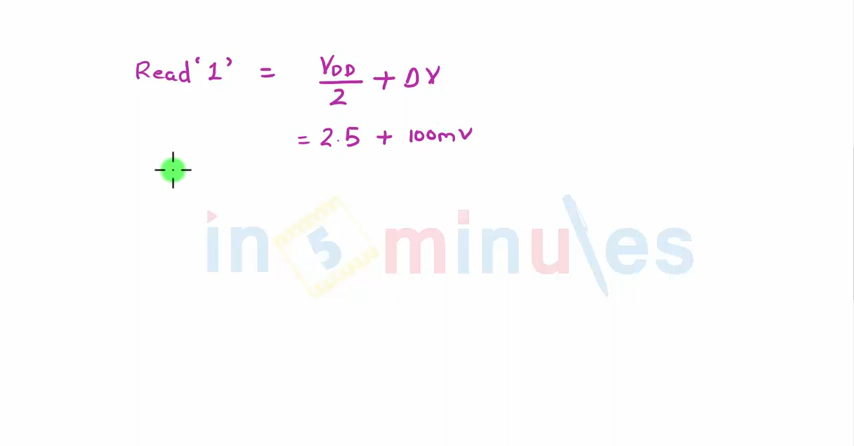 Read '1' = VDD/2 + ΔV
= 2.5 + 100mV
in 5 minutes